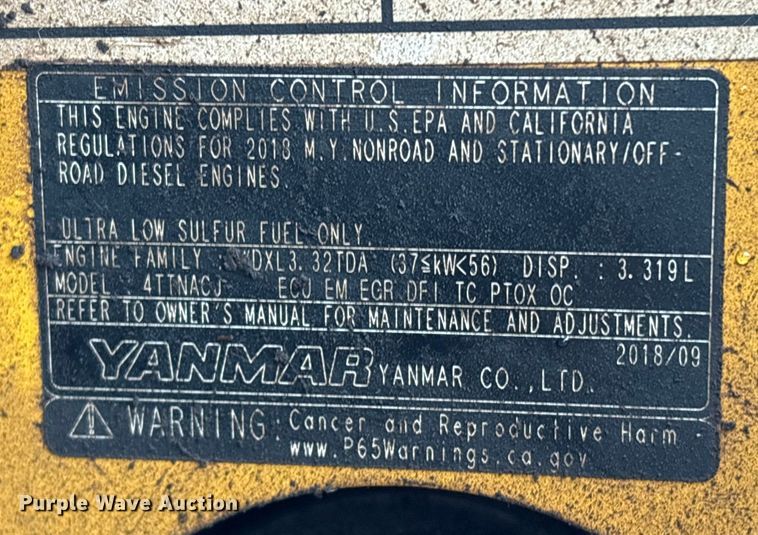 EMISSION CONTROL INFORMATION
THIS ENGINE COMPLIES WITH U.S.EPA AND CALIFORNIA
REGULATIONS FOR 2018 M.Y.NONROAD AND STATIONARY/OFF-
ROAD DIESEL ENGINES.
ULTRA LOW SULFUR FUEL ONLY.
ENGINE FAMILY : (37≦kW<56) DISP. : 3.319L
MODEL : ECU EM EGR DFI TC PTOX OC
REFER TO OWNER'S MANUAL FOR MAINTENANCE AND ADJUSTMENTS.
YANMAR YANMAR CO.,LTD. 2018/09
⚠ WARNING: Cancer and Reproductive Harm -
www.P65Warnings.ca.gov
Purple Wave Auction